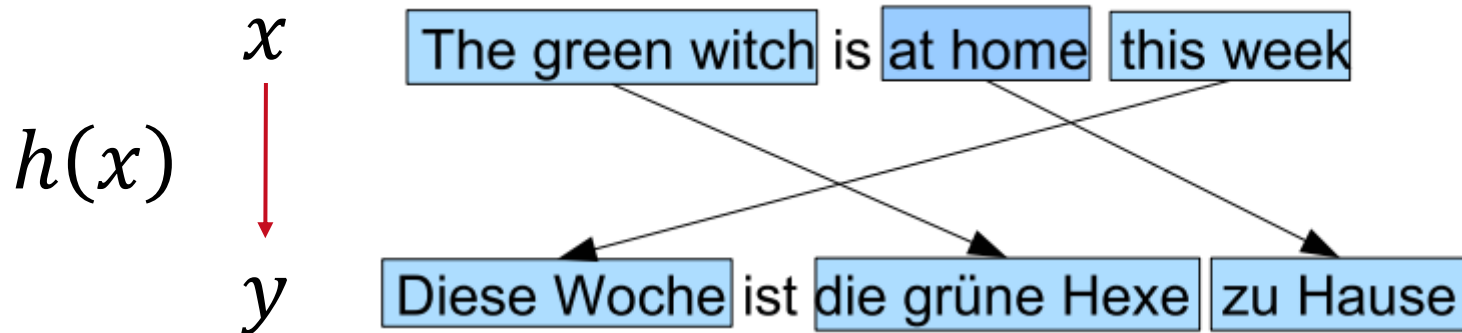 x The green witch is at home this week
h(x)
y Diese Woche ist die grüne Hexe zu Hause